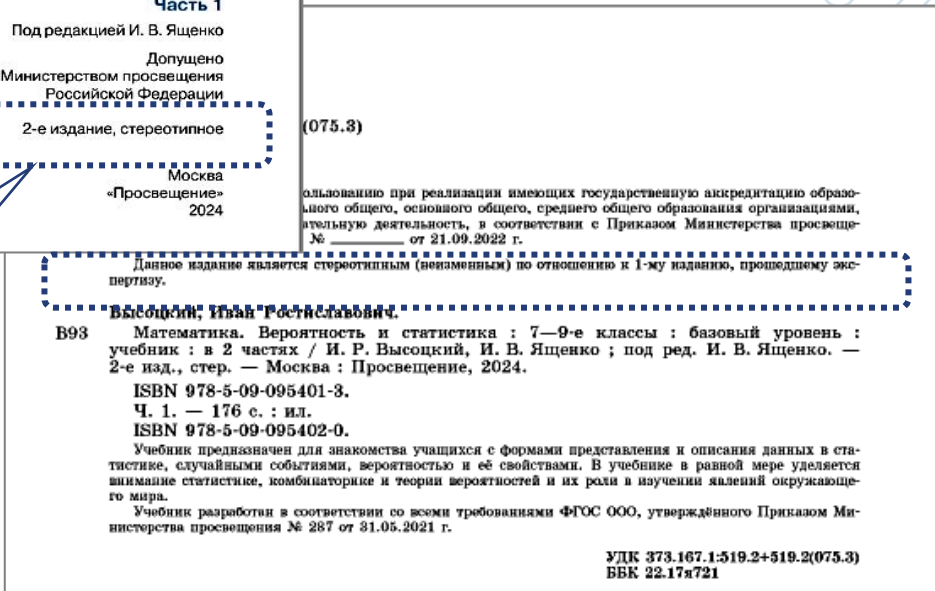 Часть 1
Под редакцией И. В. Ященко
Допущено
Министерством просвещения
Российской Федерации
2-е издание, стереотипное
Москва
«Просвещение»
2024
(075.3)
ользованию при реализации имеющих государственную аккредитацию образо-
ного общего, основного общего, среднего общего образования организациями,
ательную деятельность, в соответствии с Приказом Министерства просвеще-
№ ________ от 21.09.2022 г.
Данное издание является стереотипным (неизменным) по отношению к 1-му изданию, прошедшему экс-
пертизу.
Высоцкий, Иван Ростиславович.
В93 Математика. Вероятность и статистика : 7—9-е классы : базовый уровень :
учебник : в 2 частях / И. Р. Высоцкий, И. В. Ященко ; под ред. И. В. Ященко. —
2-е изд., стер. — Москва : Просвещение, 2024.
ISBN 978-5-09-095401-3.
Ч. 1. — 176 с. : ил.
ISBN 978-5-09-095402-0.
Учебник предназначен для знакомства учащихся с формами представления и описания данных в ста-
тистике, случайными событиями, вероятностью и её свойствами. В учебнике в равной мере уделяется
внимание статистике, комбинаторике и теории вероятностей и их роли в изучении явлений окружающе-
го мира.
Учебник разработан в соответствии со всеми требованиями ФГОС ООО, утверждённого Приказом Ми-
нистерства просвещения № 287 от 31.05.2021 г.
УДК 373.167.1:519.2+519.2(075.3)
ББК 22.17я721